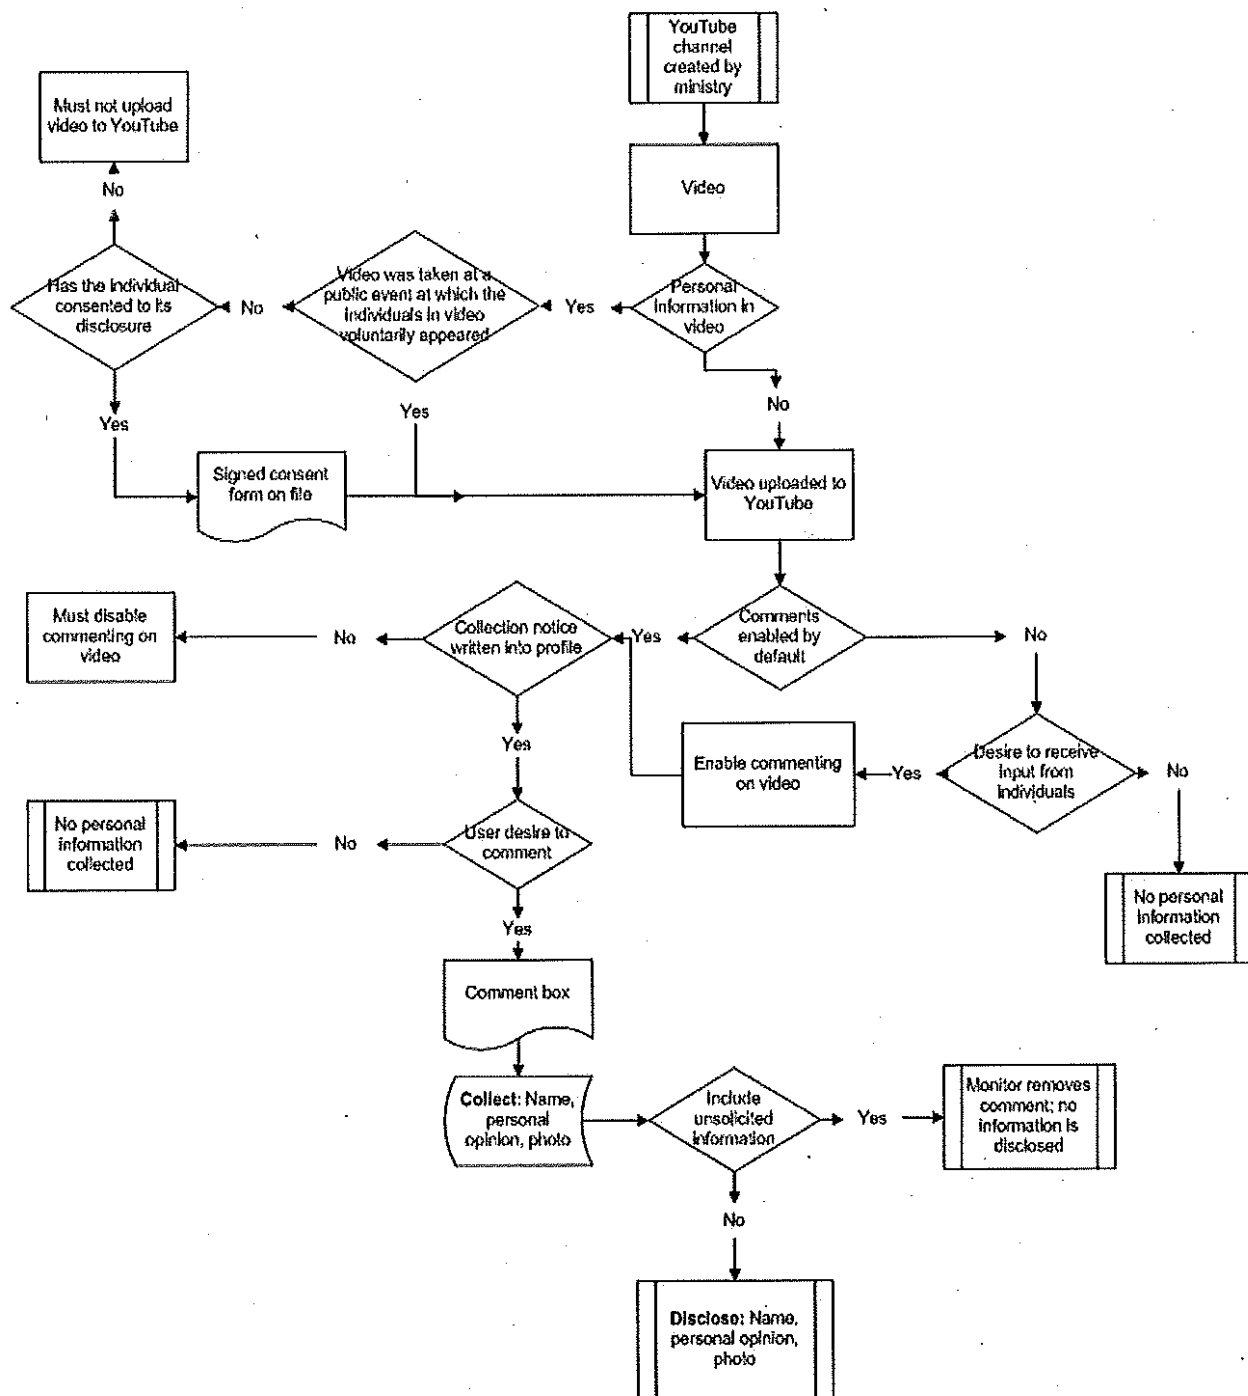 YouTube
channel
created by
ministry
Must not upload
video to YouTube
Video
No
Has the individual
consented to its
disclosure
No
Video was taken at a
public event at which the
individuals in video
voluntarily appeared
Yes
Personal
information in
video
No
Yes
Yes
Signed consent
form on file
Video uploaded to
YouTube
Must disable
commenting on
video
No
Collection notice
written into profile
Yes
Comments
enabled by
default
No
Yes
Enable commenting
on video
Yes
Desire to receive
input from
individuals
No
No personal
information
collected
No
User desire to
comment
No personal
information
collected
Yes
Comment box
Collect: Name,
personal
opinion, photo
Include
unsolicited
information
Yes
Monitor removes
comment; no
information is
disclosed
No
Disclose: Name,
personal opinion,
photo